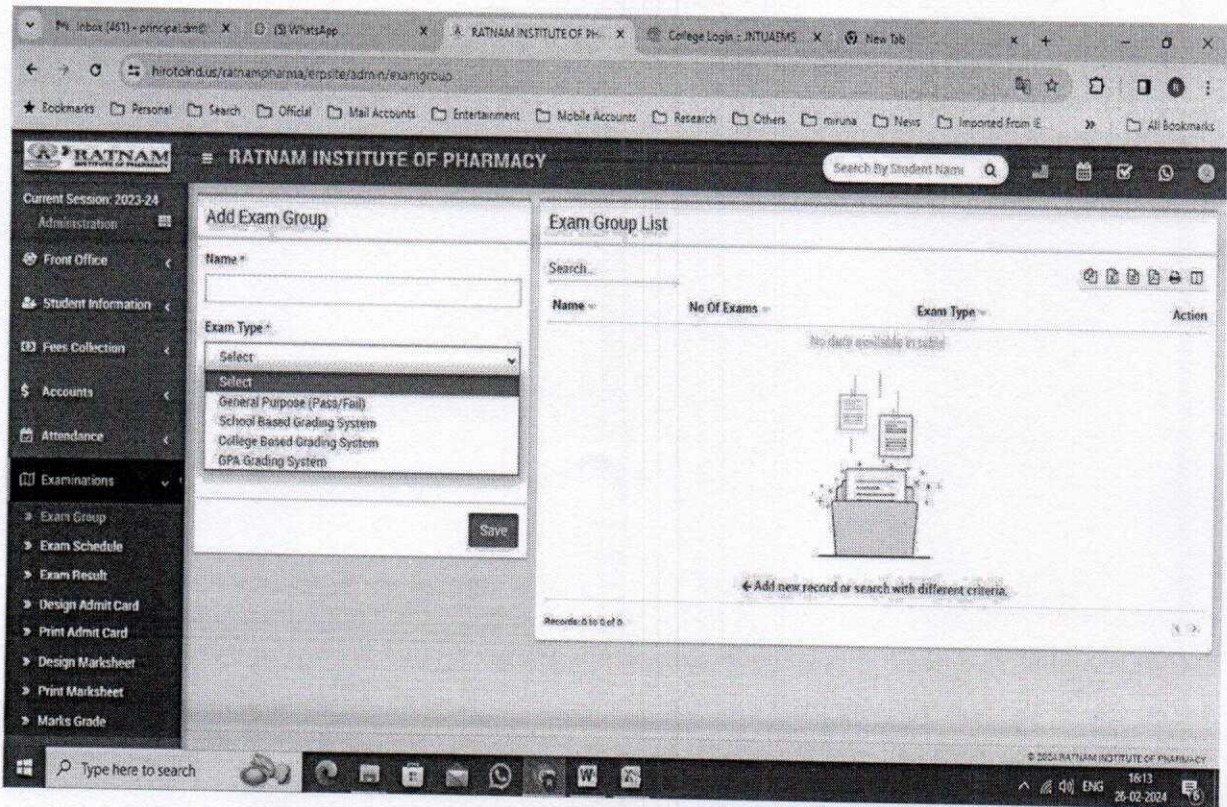 Inbox (461) - principal.dm@ X (5) WhatsApp X RATNAM INSTITUTE OF PH X College Login :: JNTUAEMS X New Tab X +
hirotoind.us/ratnampharma/erpsite/admin/examgroup
Bookmarks Personal Search Official Mail Accounts Entertainment Mobile Accounts Research Others miruna News Imported From IE » All Bookmarks
RATNAM
RATNAM INSTITUTE OF PHARMACY
Search By Student Name
Current Session: 2023-24
Administration
Front Office
Student Information
Fees Collection
$ Accounts
Attendance
Examinations
» Exam Group
» Exam Schedule
» Exam Result
» Design Admit Card
» Print Admit Card
» Design Marksheet
» Print Marksheet
» Marks Grade
Add Exam Group
Name *
Exam Type *
Select
Select
General Purpose (Pass/Fail)
School Based Grading System
College Based Grading System
GPA Grading System
Save
Exam Group List
Search...
Name No Of Exams Exam Type Action
No data available in table
← Add new record or search with different criteria.
Records: 0 to 0 of 0
© 2024 RATNAM INSTITUTE OF PHARMACY
Type here to search
ENG
16:13
26-02-2024
6